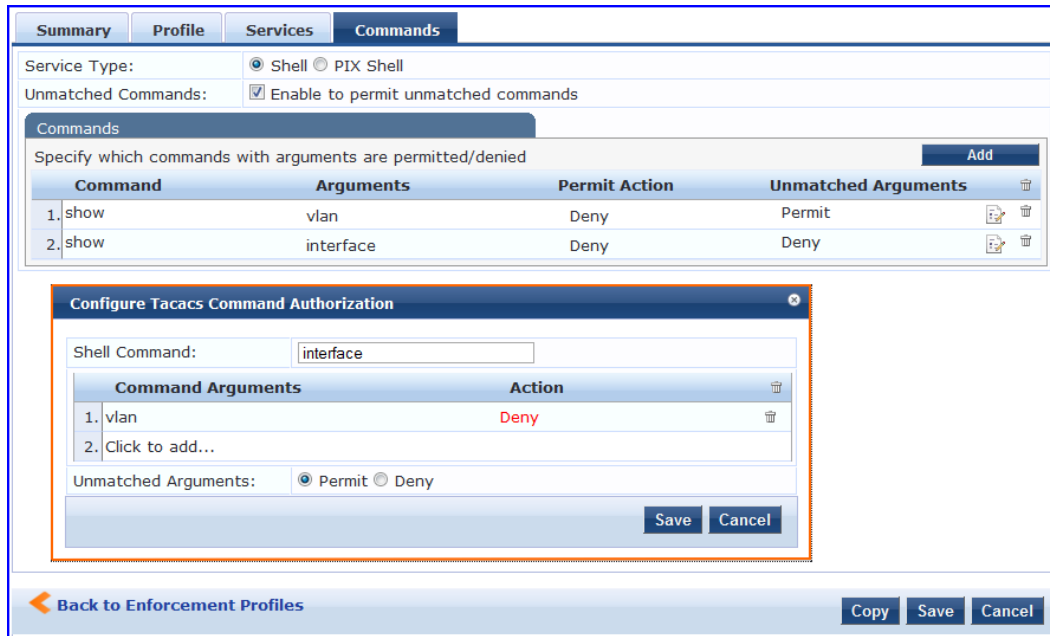 Summary Profile Services Commands
Service Type: Shell PIX Shell
Unmatched Commands: Enable to permit unmatched commands
Commands
Specify which commands with arguments are permitted/denied Add
Command Arguments Permit Action Unmatched Arguments
1. show vlan Deny Permit
2. show interface Deny Deny
Configure Tacacs Command Authorization
Shell Command: interface
Command Arguments Action
1. vlan Deny
2. Click to add...
Unmatched Arguments: Permit Deny
Save Cancel
Back to Enforcement Profiles Copy Save Cancel